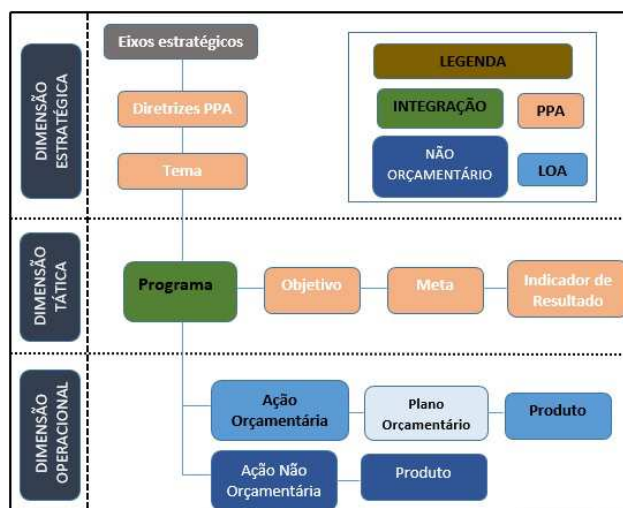 DIMENSÃO
ESTRATÉGICA
Eixos estratégicos
Diretrizes PPA
Tema
LEGENDA
INTEGRAÇÃO
PPA
NÃO
ORÇAMENTÁRIO
LOA
DIMENSÃO
TÁTICA
Programa
Objetivo
Meta
Indicador de
Resultado
DIMENSÃO
OPERACIONAL
Ação
Orçamentária
Plano
Orçamentário
Produto
Ação Não
Orçamentária
Produto